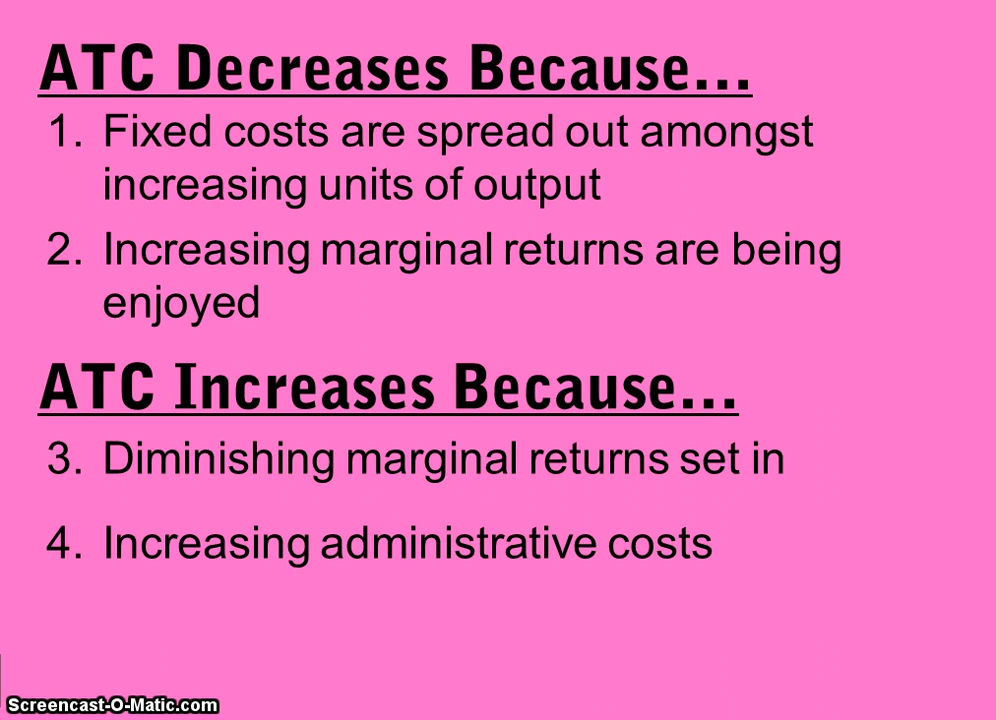 ATC Decreases Because...
1. Fixed costs are spread out amongst
increasing units of output
2. Increasing marginal returns are being
enjoyed
ATC Increases Because...
3. Diminishing marginal returns set in
4. Increasing administrative costs
Screencast-O-Matic.com